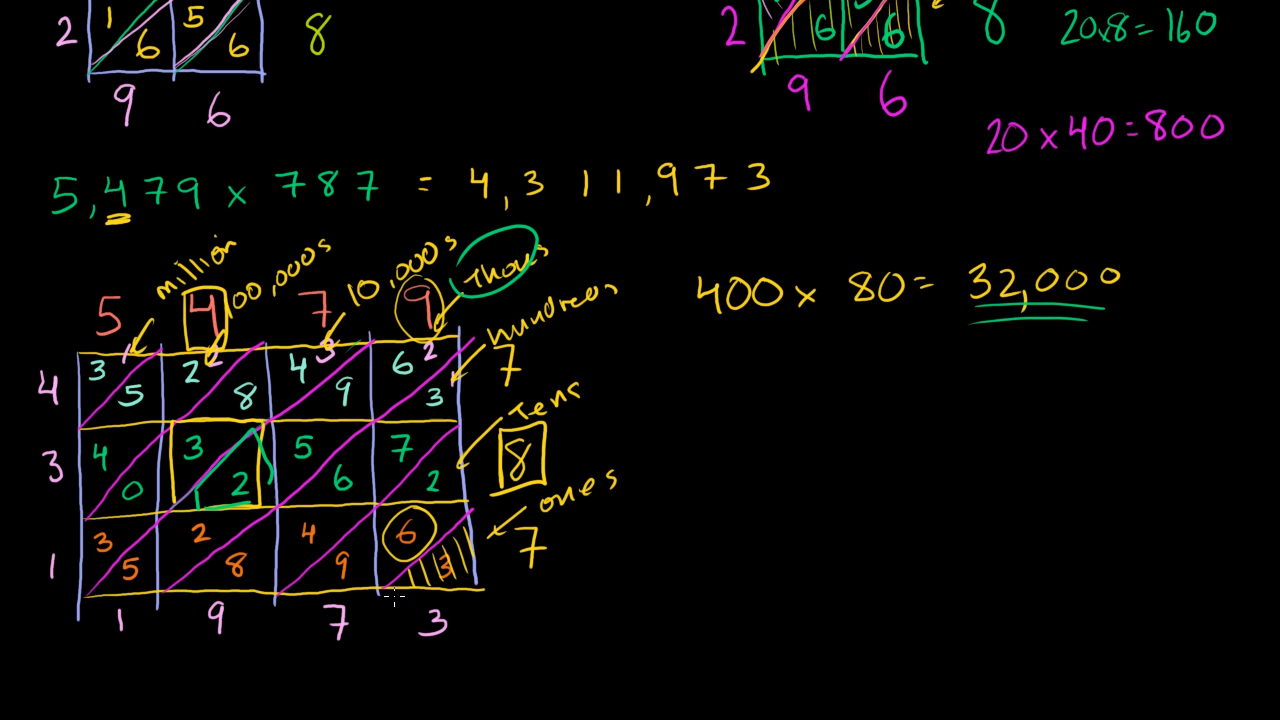 2 1 6 5 6 8
9 6
2 6 6 8 20x8=160
9 6
20 x 40 = 800
5,479 x 787 = 4,311,973
million 100,000s 10,000s Thous
5 4 7 9
hundreds
400 x 80 = 32,000
1 2 3 2
4 3 5 2 8 4 9 6 3 7
Tens
3 4 0 3 2 5 6 7 2 8
ones
1 3 5 2 8 4 9 6 3 7
1 9 7 3